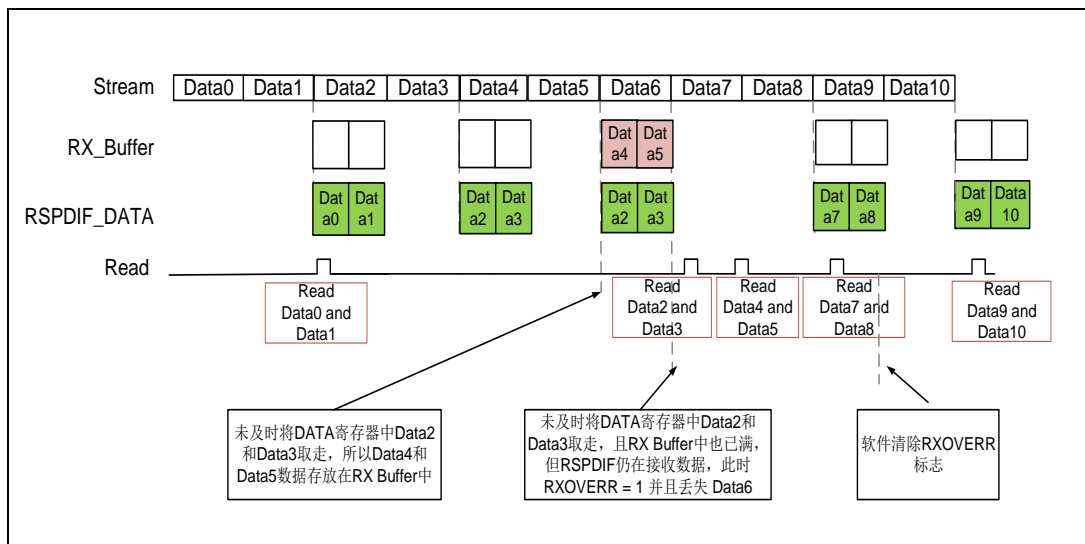 Stream Data0 Data1 Data2 Data3 Data4 Data5 Data6 Data7 Data8 Data9 Data10
RX_Buffer
Dat
a4
Dat
a5
RSPDIF_DATA
Dat
a0
Dat
a1
Dat
a2
Dat
a3
Dat
a2
Dat
a3
Dat
a7
Dat
a8
Dat
a9
Data
10
Read
Read
Data0 and
Data1
Read
Data2 and
Data3
Read
Data4 and
Data5
Read
Data7 and
Data8
Read
Data9 and
Data10
未及时将DATA寄存器中Data2
和Data3取走，所以Data4和
Data5数据存放在RX Buffer中
未及时将DATA寄存器中Data2和
Data3取走，且RX Buffer中也已满，
但RSPDIF仍在接收数据，此时
RXOVERR = 1 并且丢失 Data6
软件清除RXOVERR
标志